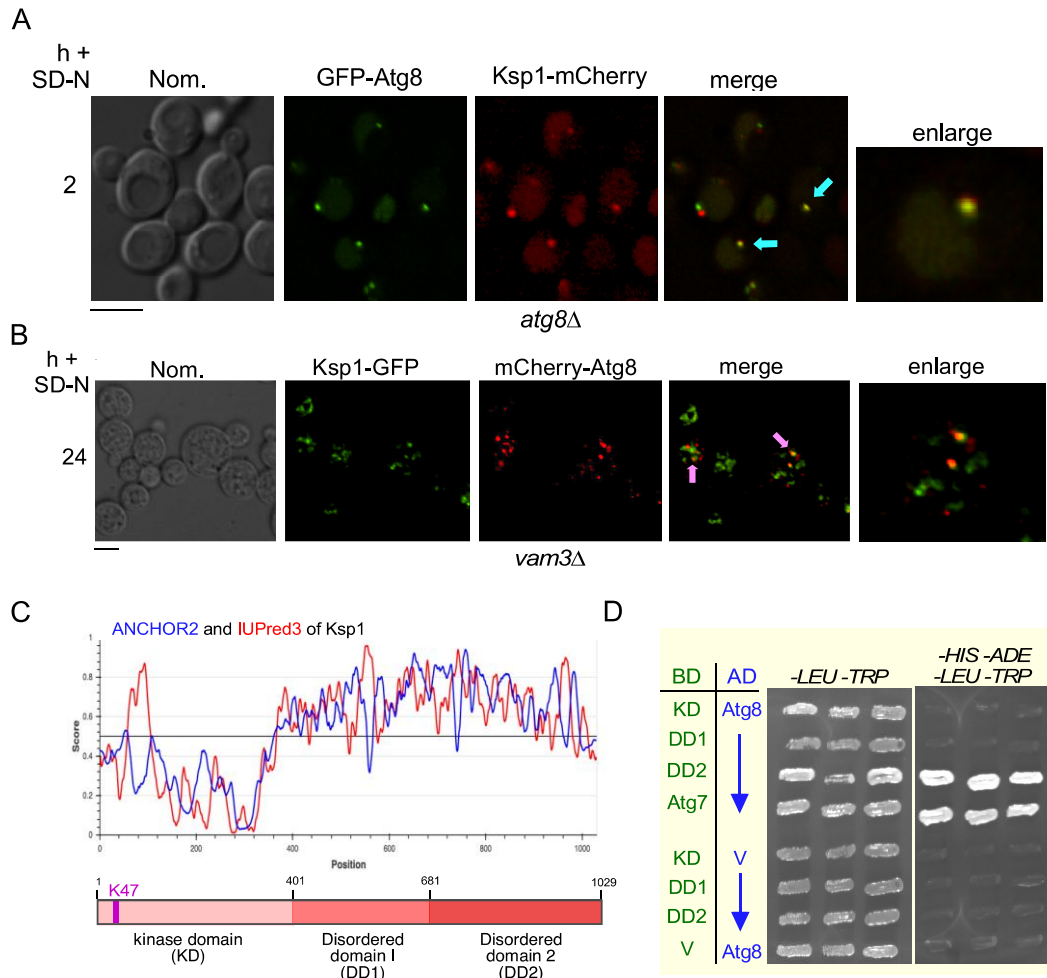 A
h +
SD-N
Nom.
GFP-Atg8
Ksp1-mCherry
merge
enlarge
2
atg8Δ
B
h +
SD-N
Nom.
Ksp1-GFP
mCherry-Atg8
merge
enlarge
24
vam3Δ
C
ANCHOR2 and IUPred3 of Ksp1
1
0.8
0.6
0.4
0.2
0
Score
0 200 400 600 800 1000
Position
1 401 681 1029
K47
kinase domain Disordered Disordered
(KD) domain I domain 2
(DD1) (DD2)
D
BD AD -LEU -TRP -HIS -ADE
-LEU -TRP
KD Atg8
DD1
DD2
Atg7
KD V
DD1
DD2
V Atg8